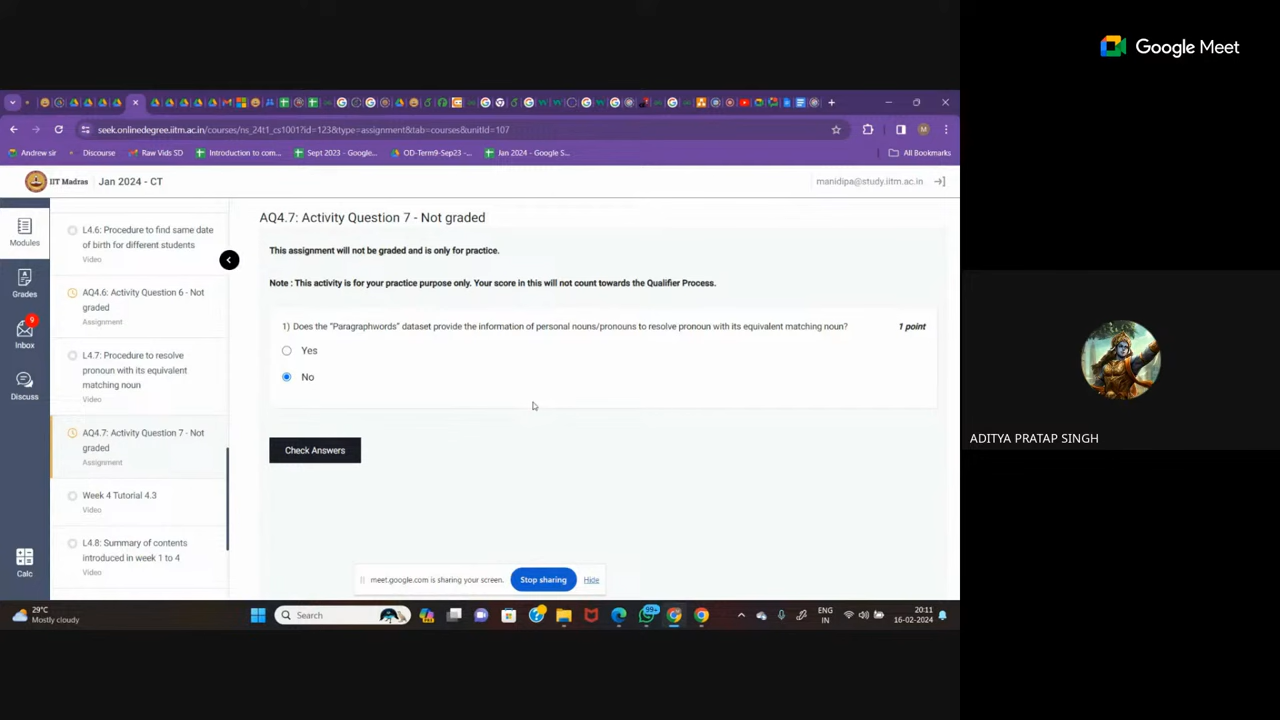 Google Meet
seek.onlinedegree.iitm.ac.in/courses/ns_24t1_cs1001?id=123&type=assignment&tab=courses&unitId=107
M
Andrew sir
Discourse
Raw Vids SD
Introduction to com...
Sept 2023 - Google...
OD-Term9-Sep23 -...
Jan 2024 - Google S...
All Bookmarks
IIT Madras
Jan 2024 - CT
manidipa@study.iitm.ac.in
Modules
Grades
9
Inbox
Discuss
Calc
L4.6: Procedure to find same date
of birth for different students
Video
AQ4.6: Activity Question 6 - Not
graded
Assignment
L4.7: Procedure to resolve
pronoun with its equivalent
matching noun
Video
AQ4.7: Activity Question 7 - Not
graded
Assignment
Week 4 Tutorial 4.3
Video
L4.8: Summary of contents
introduced in week 1 to 4
Video
AQ4.7: Activity Question 7 - Not graded
This assignment will not be graded and is only for practice.
Note : This activity is for your practice purpose only. Your score in this will not count towards the Qualifier Process.
1) Does the "Paragraphwords" dataset provide the information of personal nouns/pronouns to resolve pronoun with its equivalent matching noun?
1 point
Yes
No
Check Answers
meet.google.com is sharing your screen.
Stop sharing
Hide
ADITYA PRATAP SINGH
29°C
Mostly cloudy
Search
99+
ENG
IN
20:11
16-02-2024